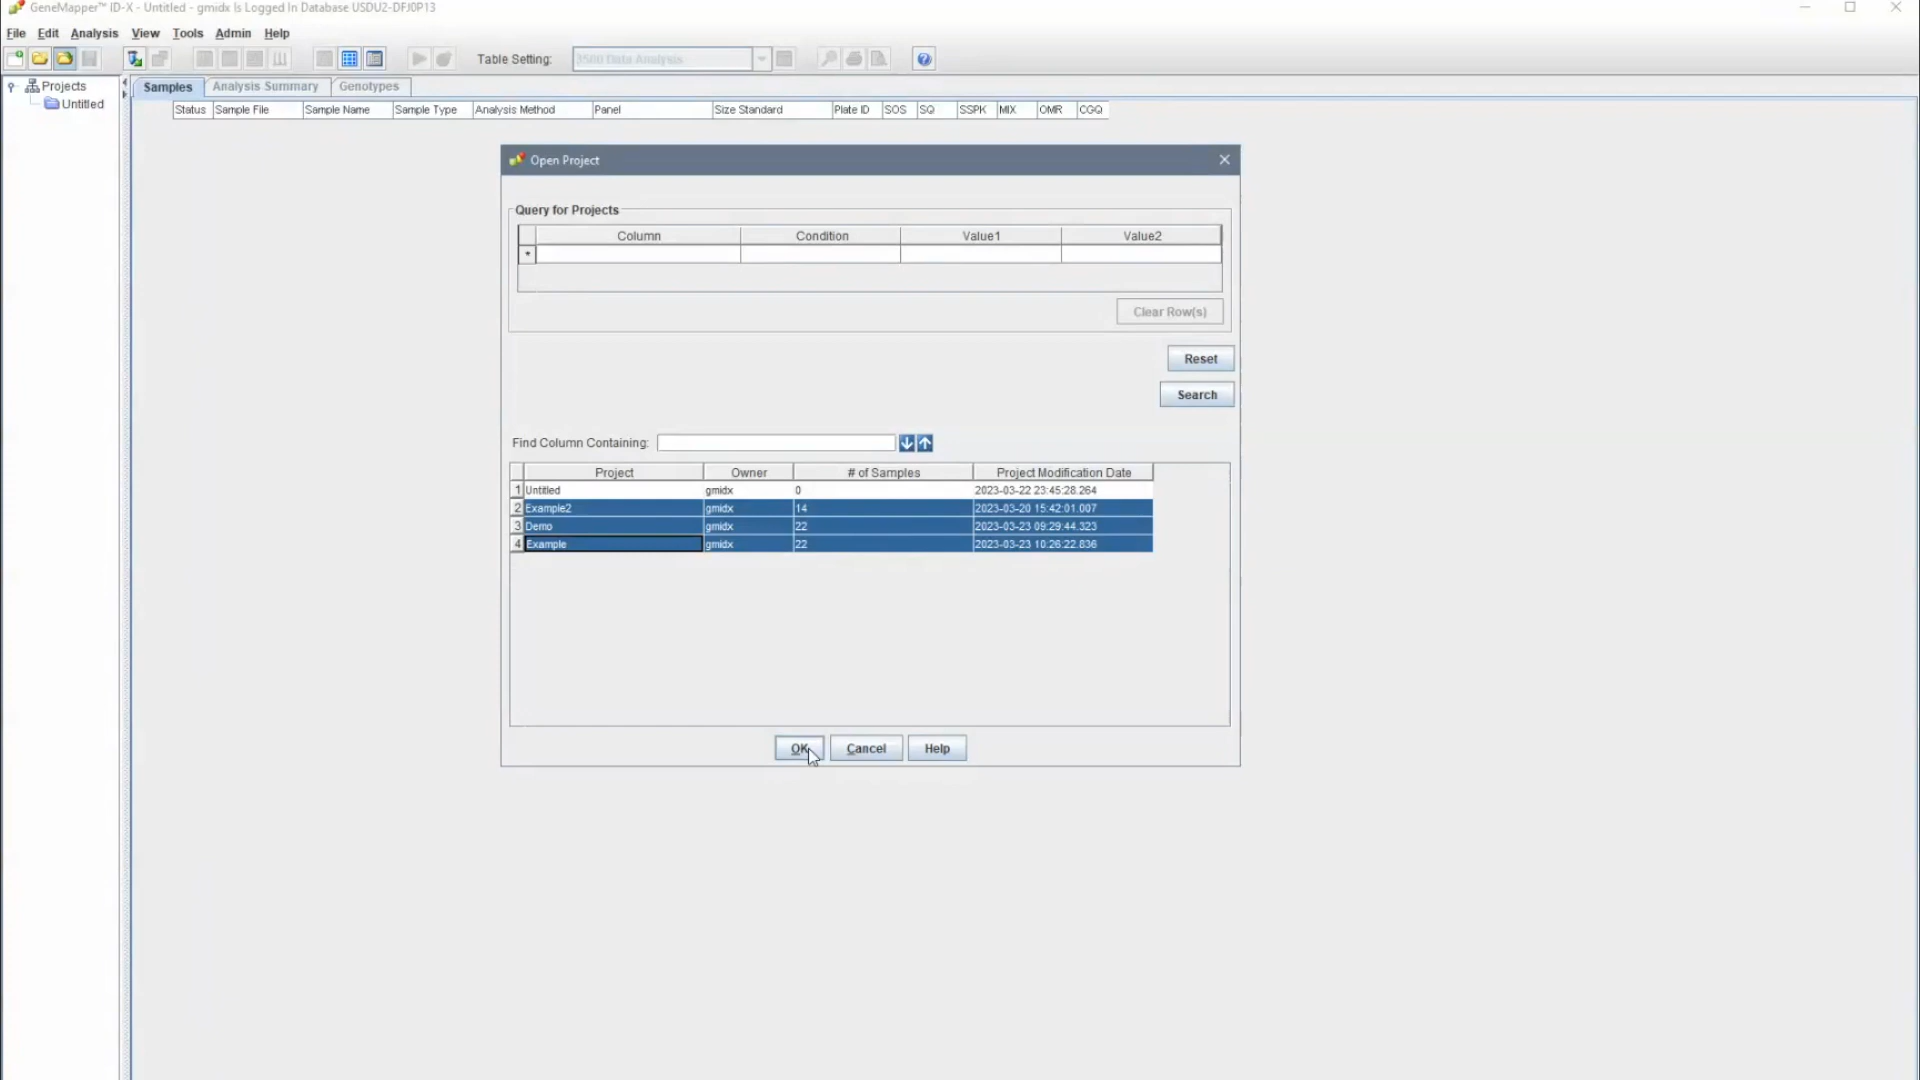 GeneMapper™ ID-X - Untitled - gmidx Is Logged In Database USDU2-DFJ0P13
File Edit Analysis View Tools Admin Help
Table Setting: 3500 Data Analysis
Projects
Untitled
Samples Analysis Summary Genotypes
Status Sample File Sample Name Sample Type Analysis Method Panel Size Standard Plate ID SOS SQ SSPK MIX OMR CGQ
Open Project
Query for Projects
Column Condition Value1 Value2
*
Clear Row(s)
Reset
Search
Find Column Containing:
Project Owner # of Samples Project Modification Date
1 Untitled gmidx 0 2023-03-22 23:45:28.264
2 Example2 gmidx 14 2023-03-20 15:42:01.007
3 Demo gmidx 22 2023-03-23 09:29:44.323
4 Example gmidx 22 2023-03-23 10:26:22.836
OK Cancel Help